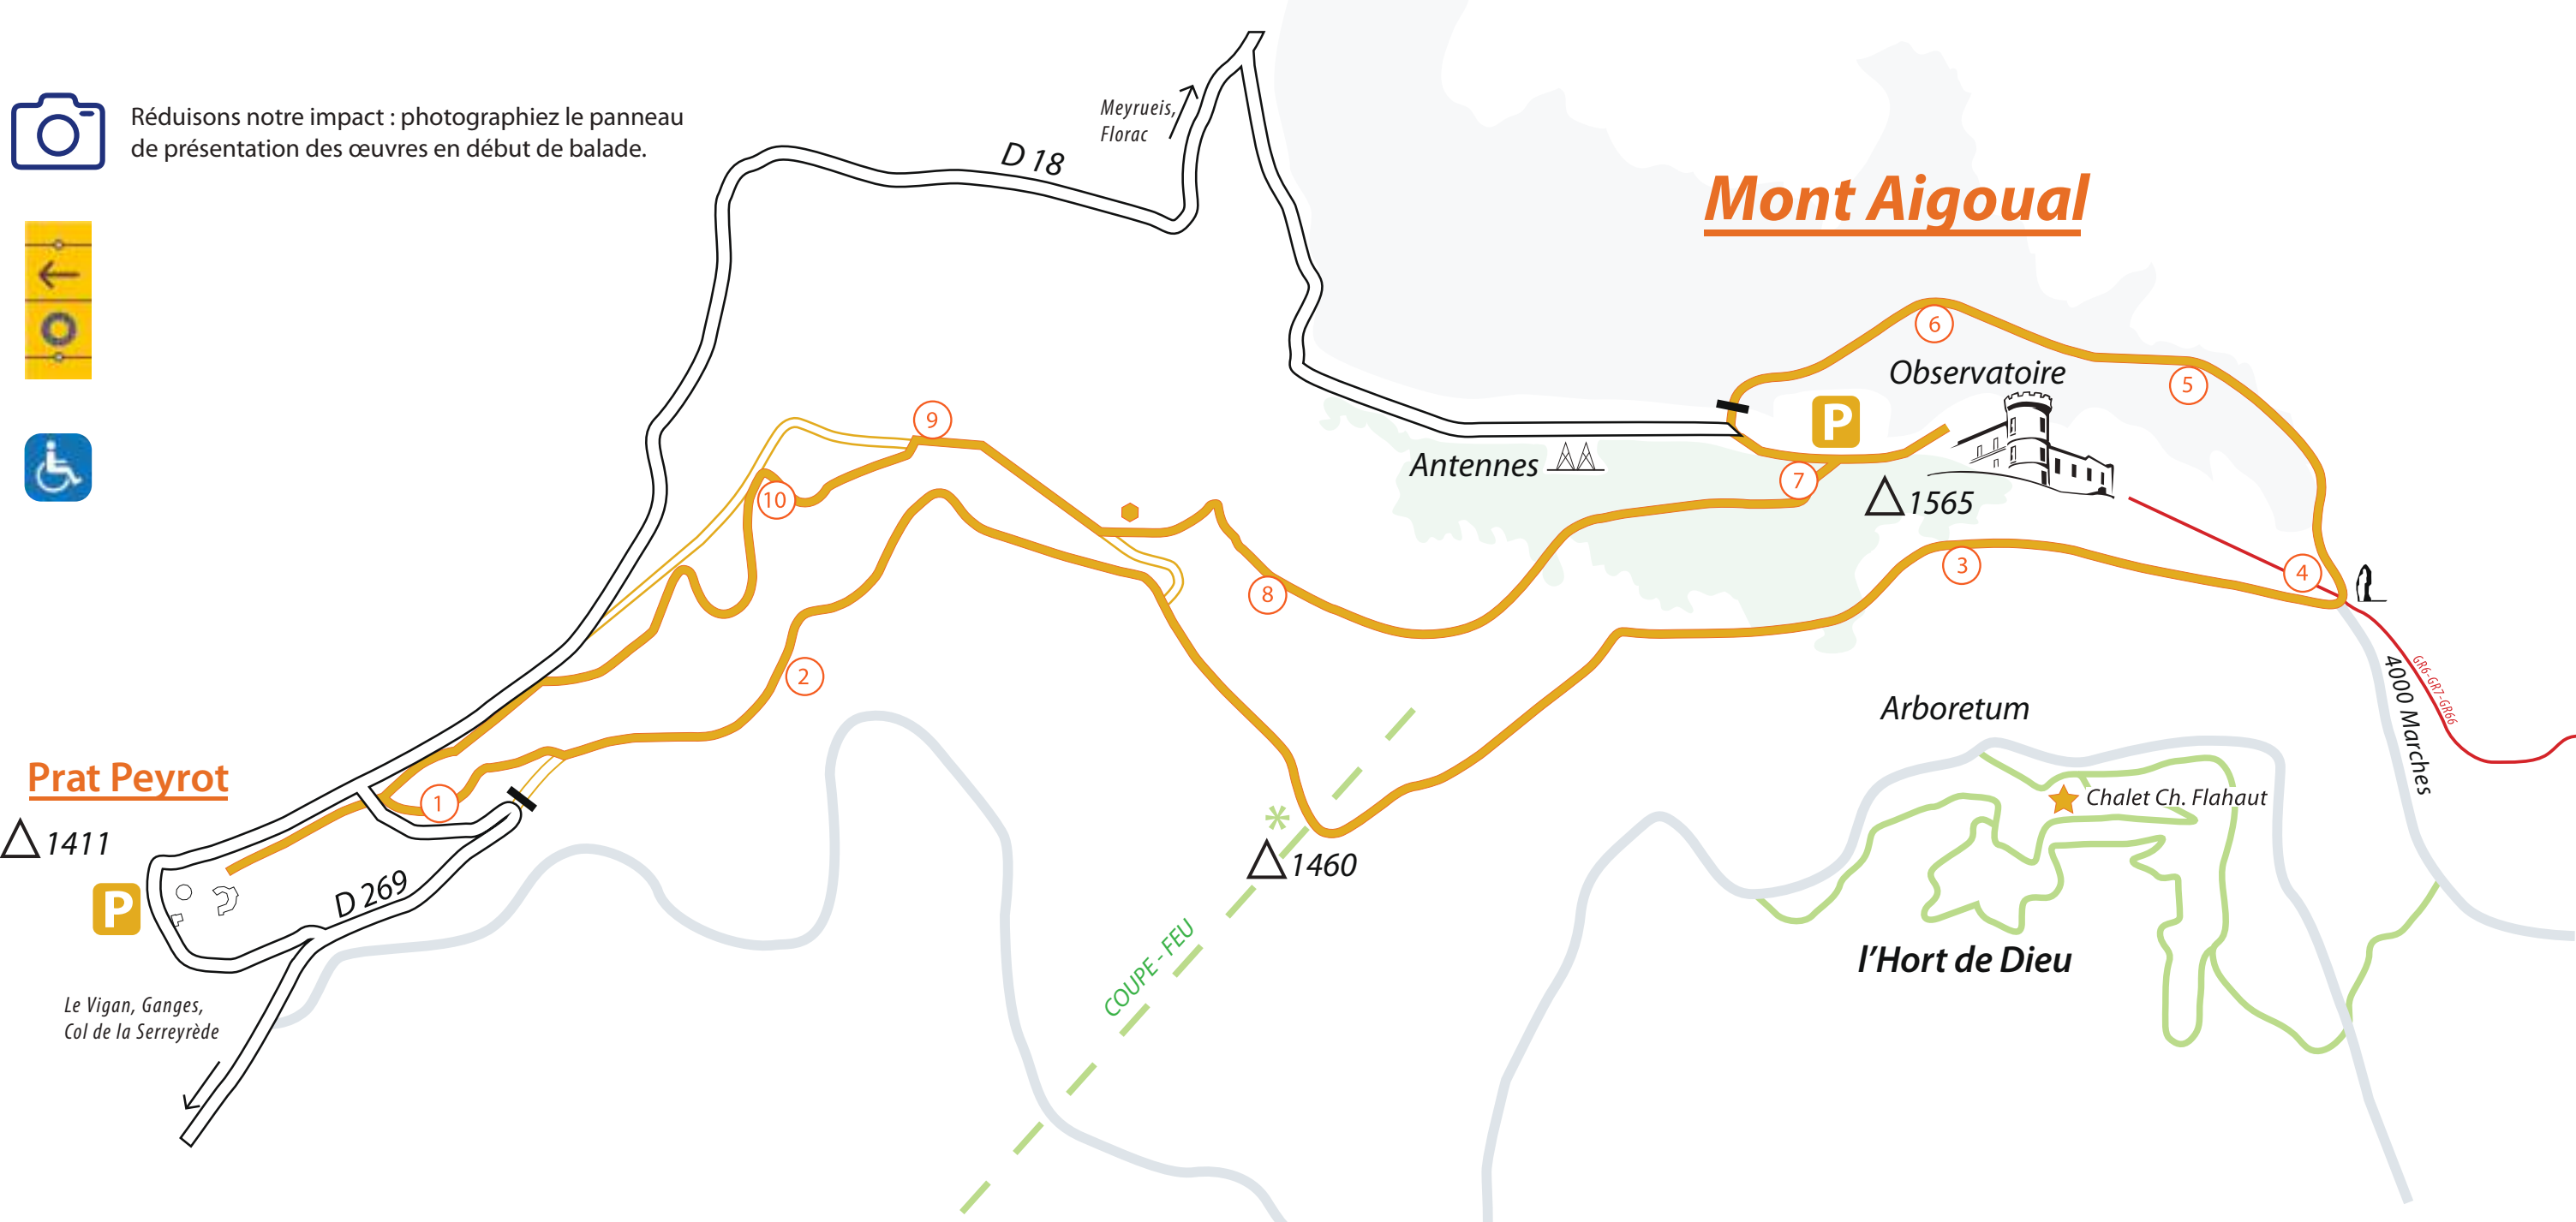 Réduisons notre impact : photographiez le panneau
de présentation des œuvres en début de balade.
Meyrueis,
Florac
D 18
Mont Aigoual
6
Observatoire
5
P
9
Antennes
7
10
1565
3
4
8
2
4000 Marches
GR6-GR7-GR66
Arboretum
Prat Peyrot
1
Chalet Ch. Flahaut
1411
1460
D 269
P
COUPE - FEU
l'Hort de Dieu
Le Vigan, Ganges,
Col de la Serreyrède